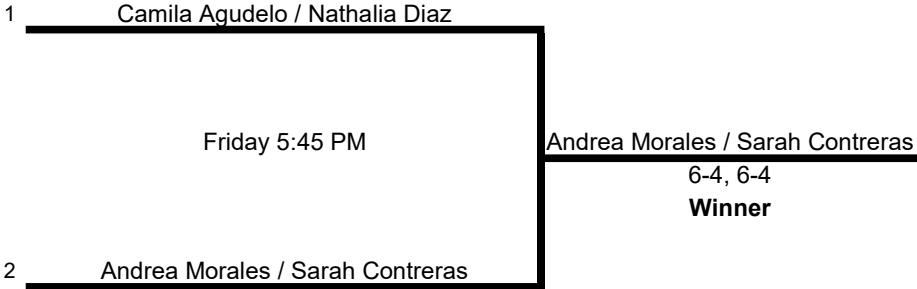 1 Camila Agudelo / Nathalia Diaz
Friday 5:45 PM
Andrea Morales / Sarah Contreras
6-4, 6-4
Winner
2 Andrea Morales / Sarah Contreras